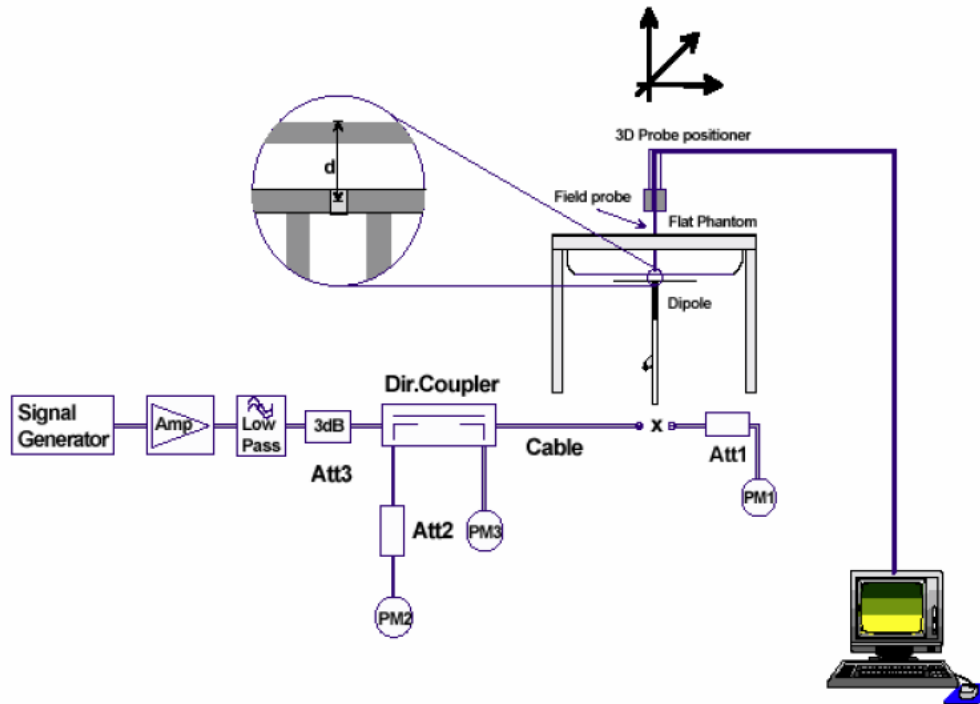 3D Probe positioner
d
Field probe
Flat Phantom
Dipole
Dir.Coupler
Signal
Generator
Amp
Low
Pass
3dB
Att3
Cable
x
Att1
PM1
Att2
PM3
PM2